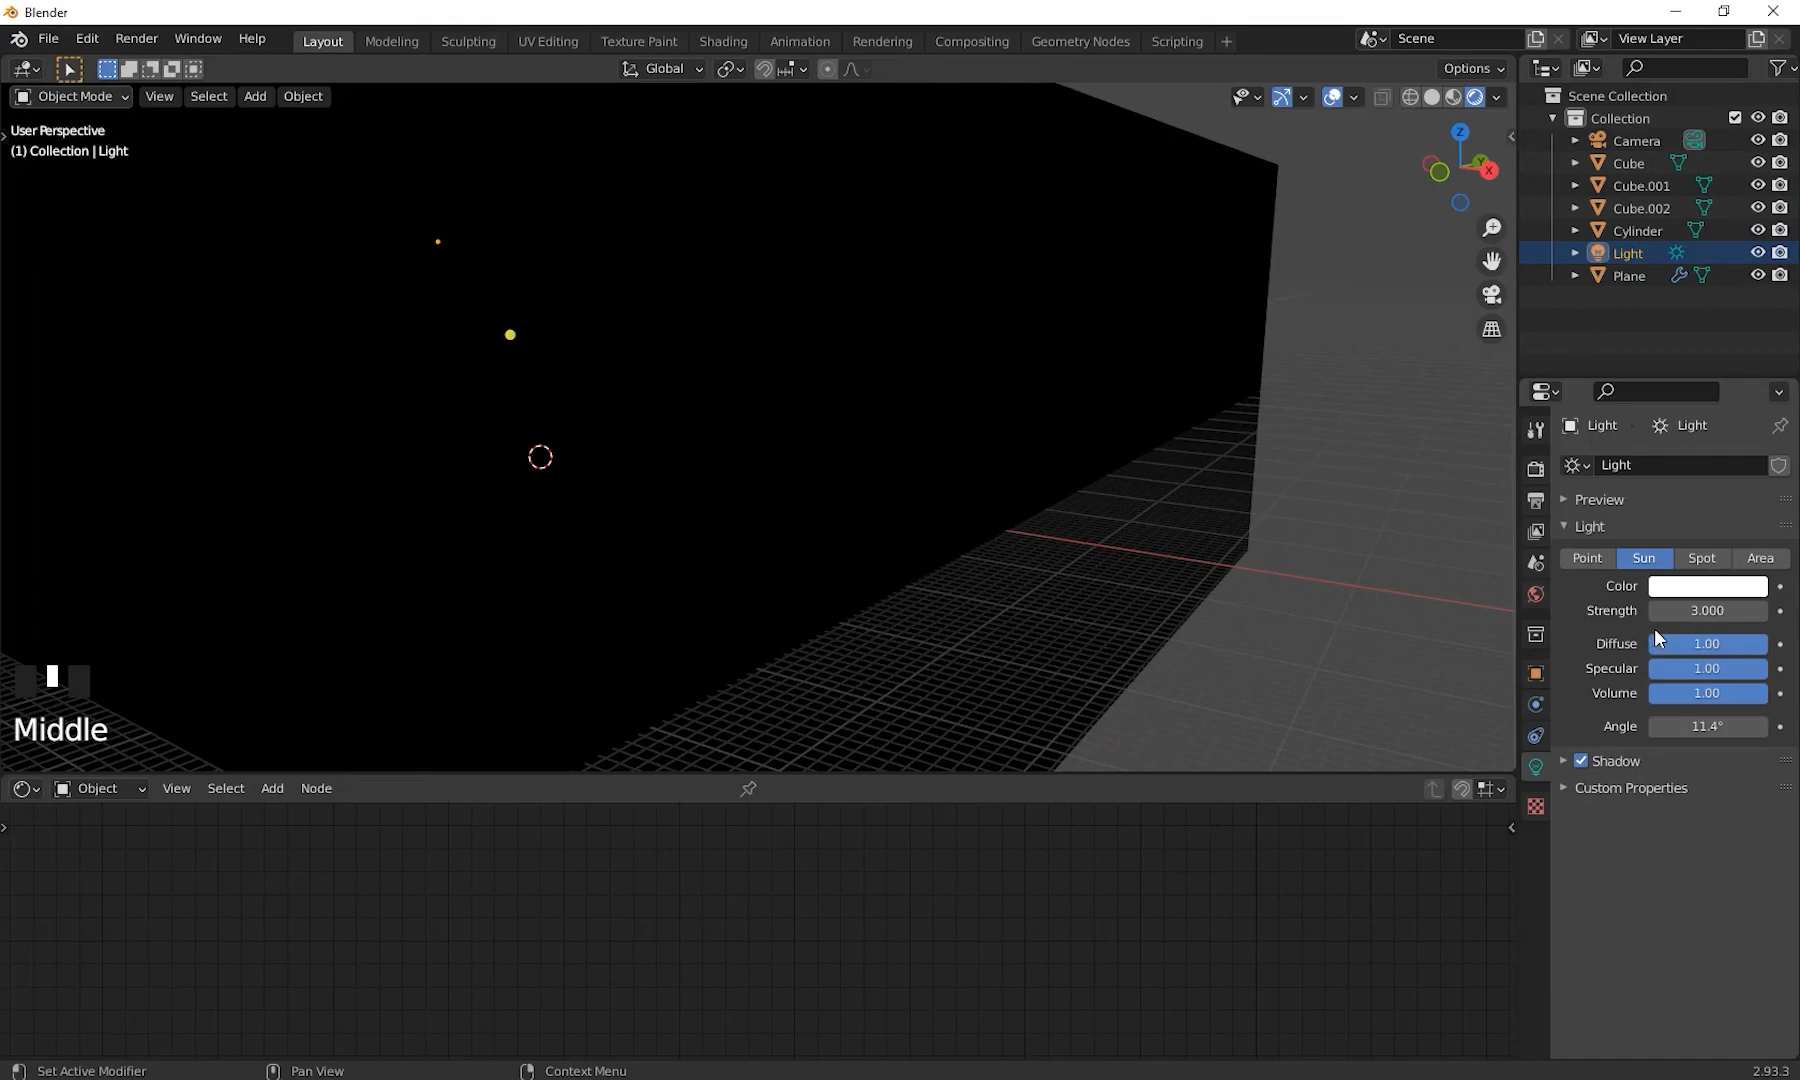 Blender
File Edit Render Window Help Layout Modeling Sculpting UV Editing Texture Paint Shading Animation Rendering Compositing Geometry Nodes Scripting + Scene View Layer
Global Options
Object Mode View Select Add Object
User Perspective
(1) Collection | Light
Z
X
Middle
Scene Collection
Collection
Camera
Cube
Cube.001
Cube.002
Cylinder
Light
Plane
Light Light
Light
Preview
Light
Point Sun Spot Area
Color
Strength 3.000
Diffuse 1.00
Specular 1.00
Volume 1.00
Angle 11.4°
Shadow
Custom Properties
Object View Select Add Node
Set Active Modifier Pan View Context Menu 2.93.3